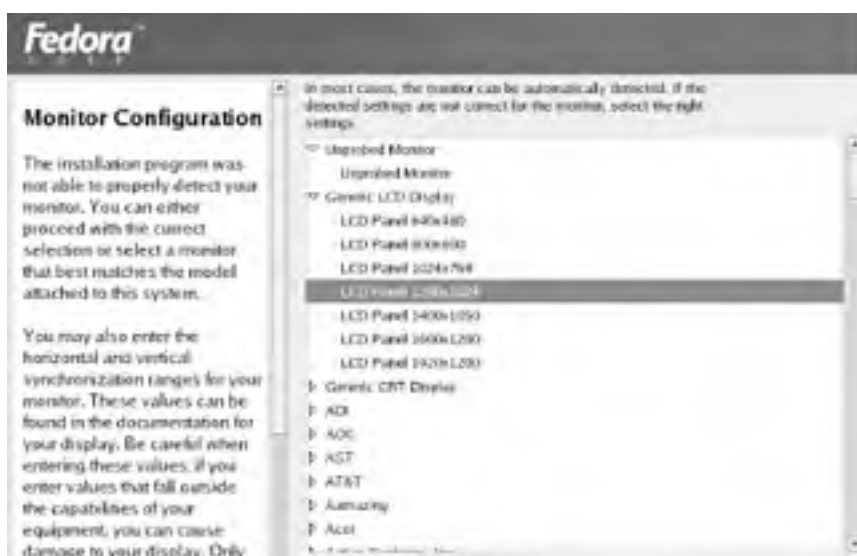 Fedora
CORE
Monitor Configuration
The installation program was
not able to properly detect your
monitor. You can either
proceed with the current
selection or select a monitor
that best matches the model
attached to this system.
You may also enter the
horizontal and vertical
synchronization ranges for your
monitor. These values can be
found in the documentation for
your display. Be careful when
entering these values, if you
enter values that fall outside
the capabilities of your
equipment, you can cause
damage to your display. Only
In most cases, the monitor can be automatically detected. If the
detected settings are not correct for the monitor, select the right
settings.
Unprobed Monitor
Unprobed Monitor
Generic LCD Display
LCD Panel 640x480
LCD Panel 800x600
LCD Panel 1024x768
LCD Panel 1280x1024
LCD Panel 1400x1050
LCD Panel 1600x1200
LCD Panel 1920x1200
Generic CRT Display
ADI
AOC
AST
AT&T
Aamazing
Acer